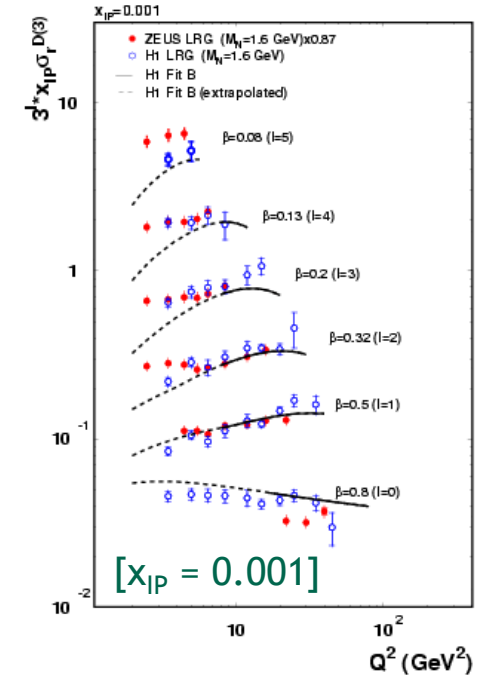 x_IP=0.001
3^l*x_IP σ_r^D(3)
ZEUS LRG (M_N=1.6 GeV)x0.87
H1 LRG (M_N=1.6 GeV)
H1 Fit B
H1 Fit B (extrapolated)
10
β=0.08 (l=5)
β=0.13 (l=4)
1
β=0.2 (l=3)
β=0.32 (l=2)
β=0.5 (l=1)
10^-1
β=0.8 (l=0)
[x_IP = 0.001]
10^-2
10
10^2
Q^2 (GeV^2)